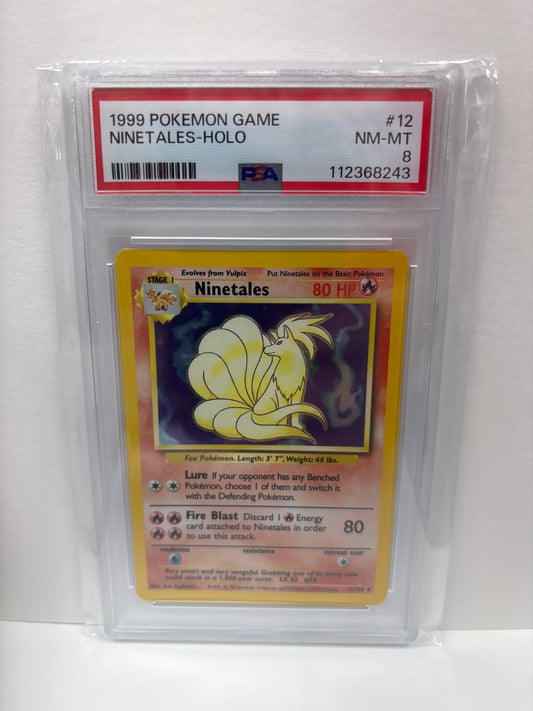 1999 POKEMON GAME #12
NINETALES-HOLO NM-MT
8
PSA 112368243
Evolves from Vulpix Put Ninetales on the Basic Pokémon
STAGE 1
Ninetales 80 HP
Fox Pokémon. Length: 3' 7", Weight: 44 lbs.
Lure If your opponent has any Benched
Pokémon, choose 1 of them and switch it
with the Defending Pokémon.
Fire Blast Discard 1 Energy
card attached to Ninetales in order
to use this attack.
80
weakness resistance retreat cost
Very smart and very vengeful. Grabbing one of its many tails
could result in a 1,000-year curse. LV. 32 #38